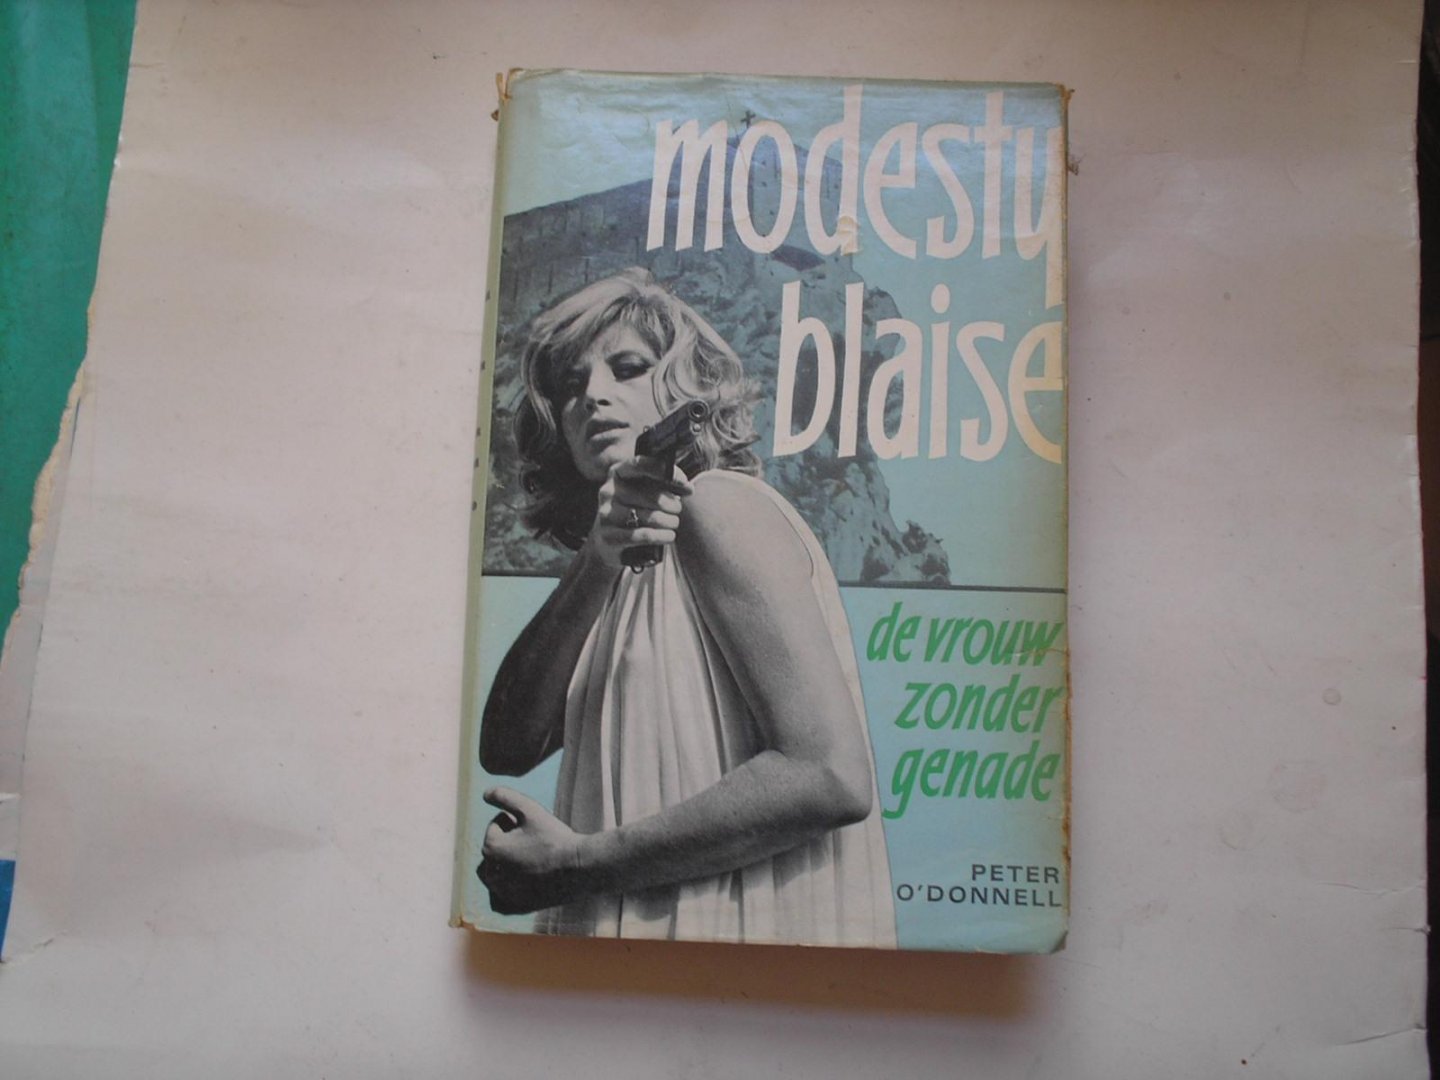 modesty
blaise
de vrouw
zonder
genade
PETER
O'DONNELL